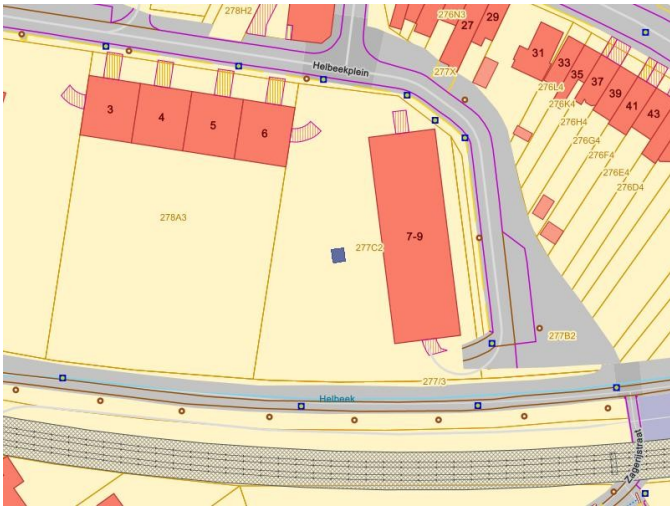 278H2
276N3
27
29
277X
31
33
35
37
39
41
43
276L4
276K4
276H4
276G4
276F4
276E4
276D4
Helbeekplein
3
4
5
6
278A3
277C2
7-9
277B2
277/3
Helbeek
Zagerijstraat